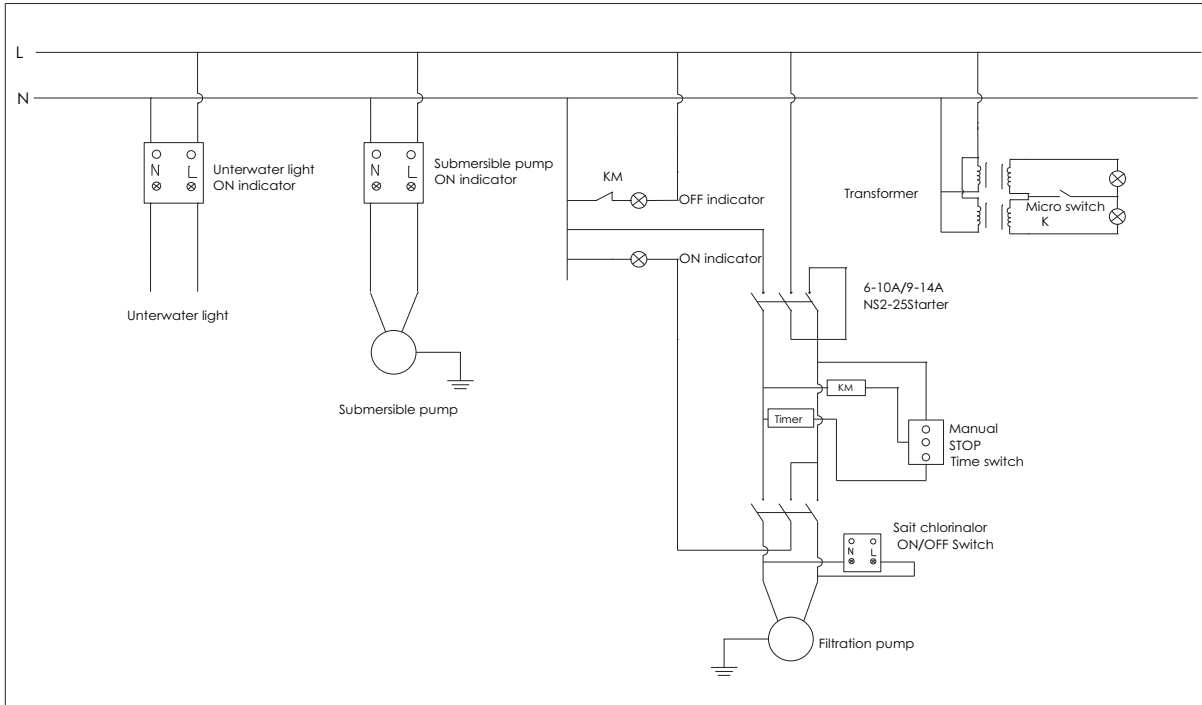 L
N
N L
Unterwater light
ON indicator
Unterwater light
N L
Submersible pump
ON indicator
Submersible pump
KM
OFF indicator
ON indicator
Transformer
Micro switch
K
6-10A/9-14A
NS2-25Starter
KM
Timer
Manual
STOP
Time switch
Sait chlorinalor
ON/OFF Switch
N L
Filtration pump